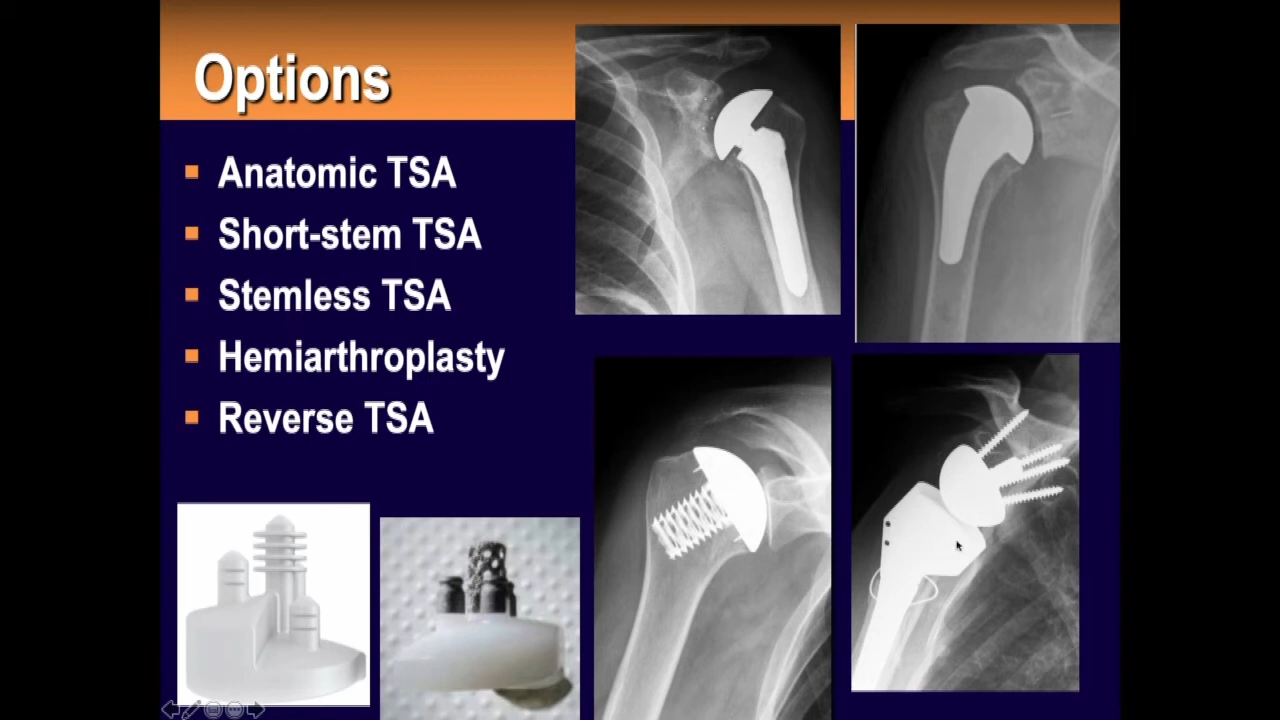 Options
Anatomic TSA
Short-stem TSA
Stemless TSA
Hemiarthroplasty
Reverse TSA